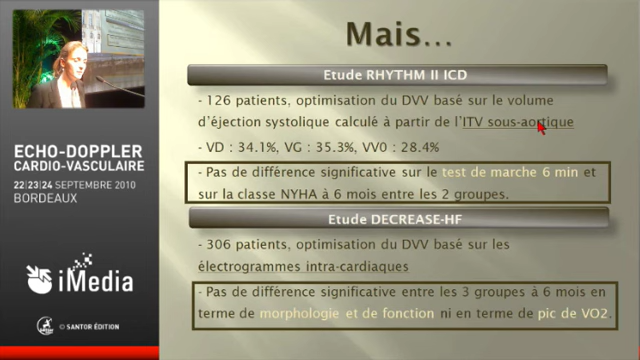 Mais...
Etude RHYTHM II ICD
- 126 patients, optimisation du DVV basé sur le volume
d'éjection systolique calculé à partir de l'ITV sous-aortique
- VD : 34.1%, VG : 35.3%, VV0 : 28.4%
- Pas de différence significative sur le test de marche 6 min et
sur la classe NYHA à 6 mois entre les 2 groupes.
Etude DECREASE-HF
- 306 patients, optimisation du DVV basé sur les
électrogrammes intra-cardiaques
- Pas de différence significative entre les 3 groupes à 6 mois en
terme de morphologie et de fonction ni en terme de pic de VO2.
ECHO-DOPPLER
CARDIO-VASCULAIRE
22|23|24 SEPTEMBRE 2010
BORDEAUX
iMedia
© SANTOR ÉDITION